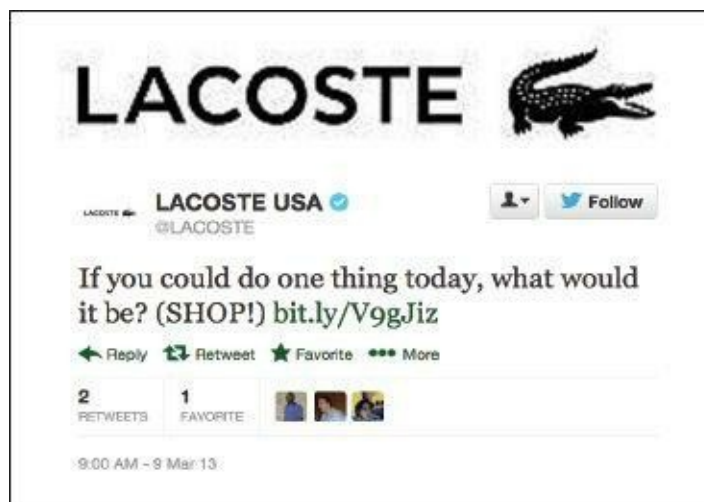 LACOSTE
LACOSTE
LACOSTE USA
@LACOSTE
Follow
If you could do one thing today, what would
it be? (SHOP!) bit.ly/V9gJiz
Reply Retweet Favorite More
2 1
RETWEETS FAVORITE
9:00 AM - 9 Mar 13